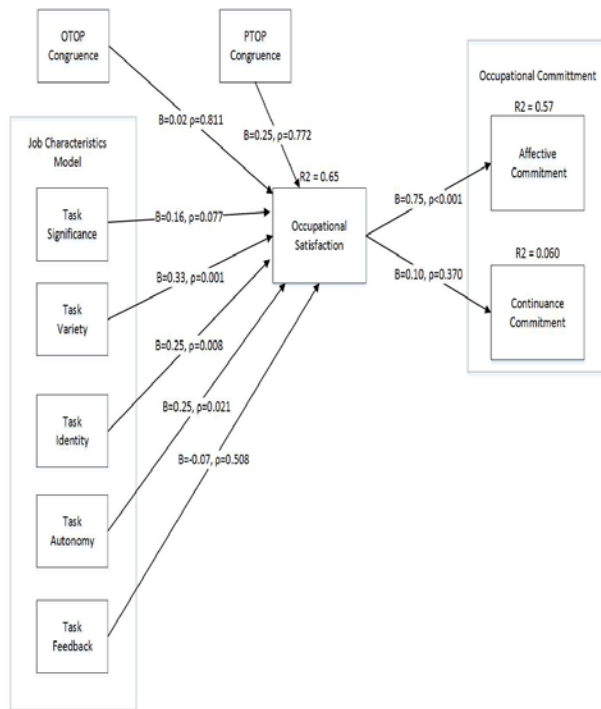 OTOP
Congruence
PTOP
Congruence
Occupational Committment
R2 = 0.57
B=0.02 ρ=0.811
B=0.25, ρ=0.772
Job Characteristics
Model
Affective
Commitment
R2 = 0.65
Task
Significance
B=0.16, ρ=0.077
Occupational
Satisfaction
B=0.75, p<0.001
R2 = 0.060
B=0.33, ρ=0.001
B=0.10, ρ=0.370
Continuance
Commitment
Task
Variety
B=0.25, ρ=0.008
B=0.25, ρ=0.021
Task
Identity
B=-0.07, ρ=0.508
Task
Autonomy
Task
Feedback